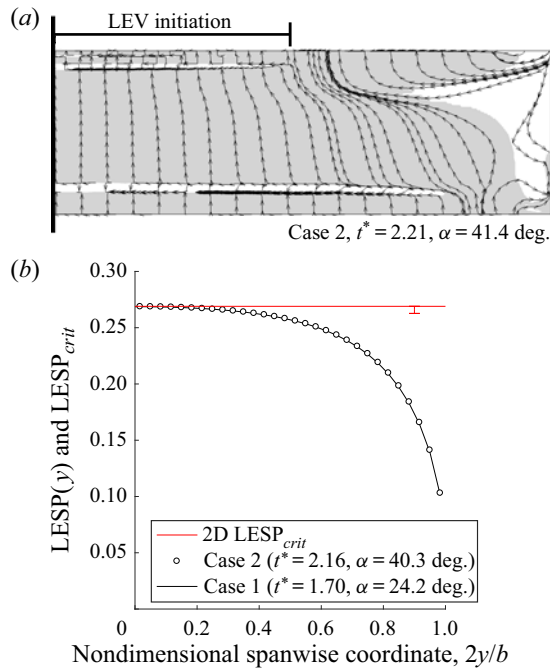 (a)
LEV initiation
Case 2, t* = 2.21, α = 41.4 deg.
(b)
0.30
0.25
0.20
0.15
0.10
0.05
LESP(y) and LESPcrit
2D LESPcrit
Case 2 (t* = 2.16, α = 40.3 deg.)
Case 1 (t* = 1.70, α = 24.2 deg.)
0 0.2 0.4 0.6 0.8 1.0
Nondimensional spanwise coordinate, 2y/b